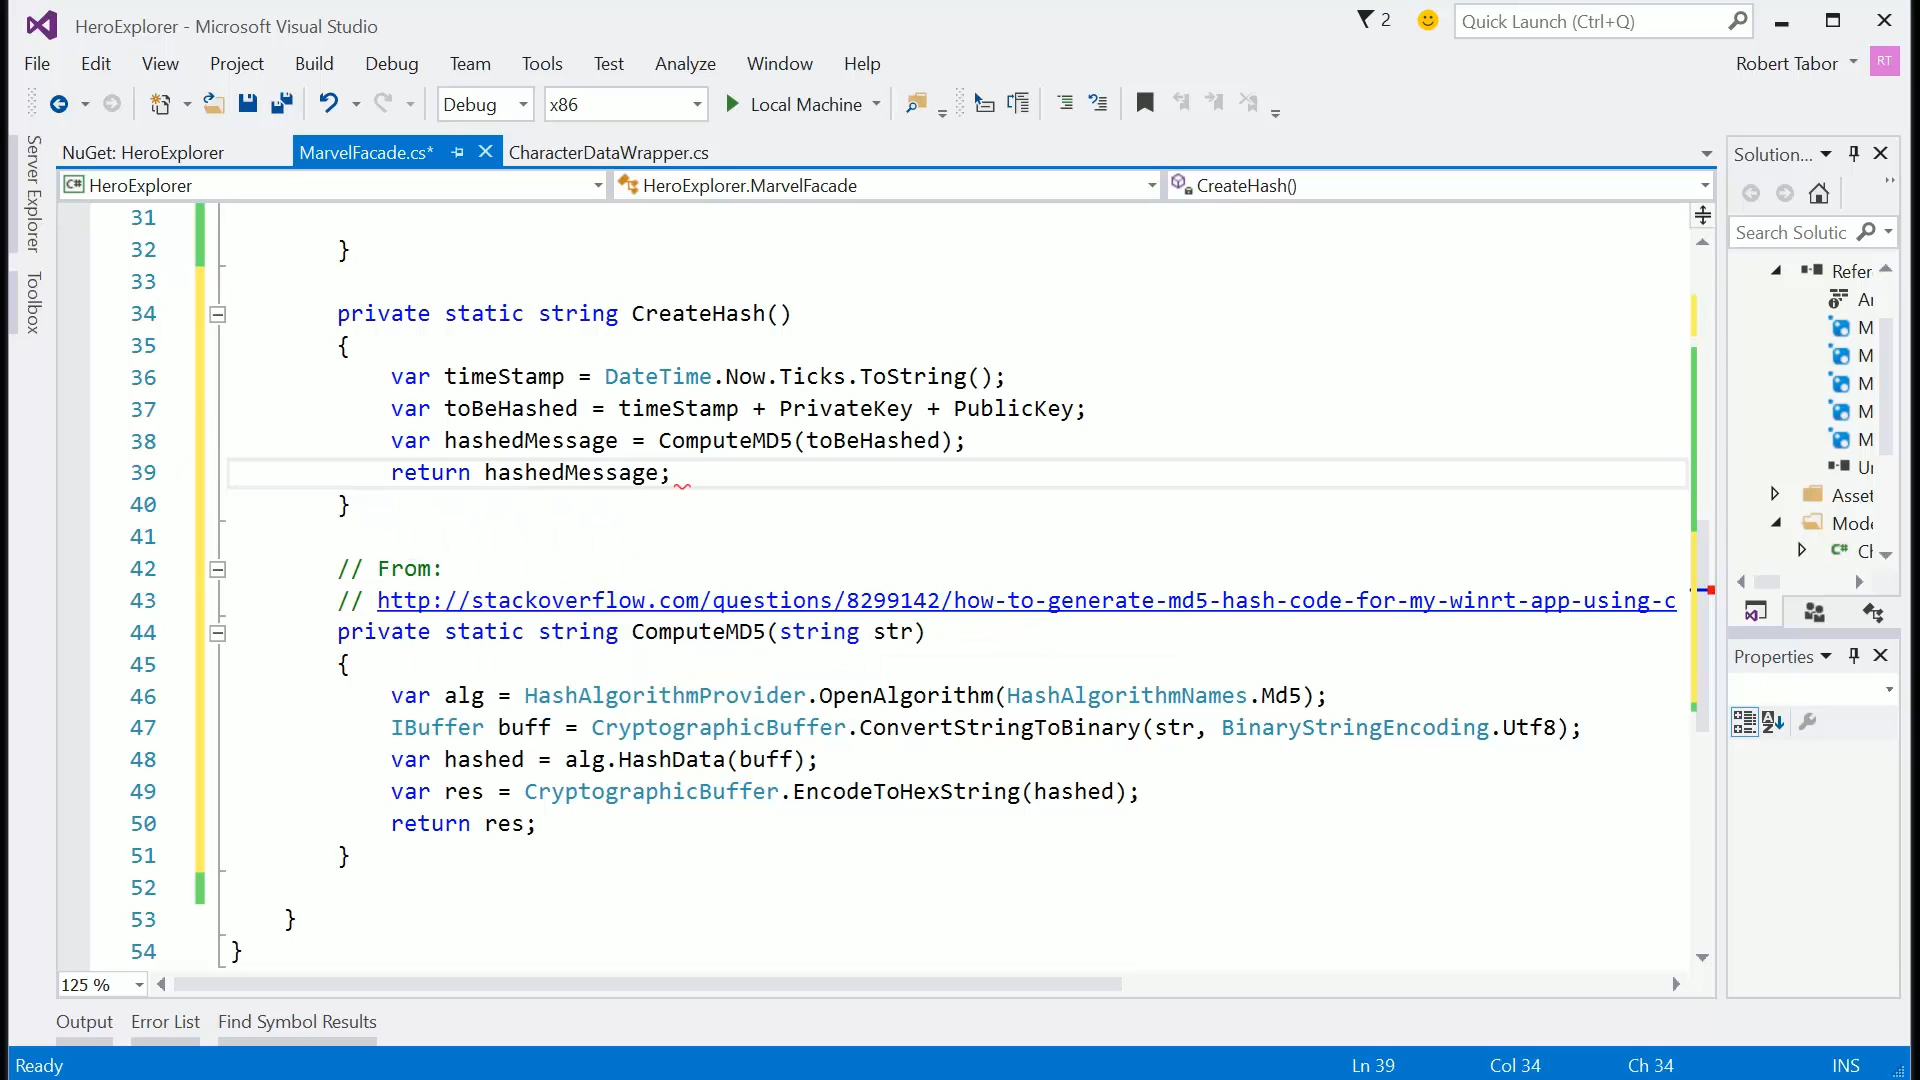 HeroExplorer - Microsoft Visual Studio
2
Quick Launch (Ctrl+Q)
File Edit View Project Build Debug Team Tools Test Analyze Window Help
Robert Tabor RT
Debug x86 Local Machine
Server Explorer
Toolbox
NuGet: HeroExplorer MarvelFacade.cs* CharacterDataWrapper.cs
C# HeroExplorer HeroExplorer.MarvelFacade CreateHash()
31
32 }
33
34 private static string CreateHash()
35 {
36 var timeStamp = DateTime.Now.Ticks.ToString();
37 var toBeHashed = timeStamp + PrivateKey + PublicKey;
38 var hashedMessage = ComputeMD5(toBeHashed);
39 return hashedMessage;
40 }
41
42 // From:
43 // http://stackoverflow.com/questions/8299142/how-to-generate-md5-hash-code-for-my-winrt-app-using-c
44 private static string ComputeMD5(string str)
45 {
46 var alg = HashAlgorithmProvider.OpenAlgorithm(HashAlgorithmNames.Md5);
47 IBuffer buff = CryptographicBuffer.ConvertStringToBinary(str, BinaryStringEncoding.Utf8);
48 var hashed = alg.HashData(buff);
49 var res = CryptographicBuffer.EncodeToHexString(hashed);
50 return res;
51 }
52
53 }
54 }
125 %
Solution...
Search Solutic
Refer
Ar
M
M
M
M
M
Ur
Asset
Mode
C# Cł
Properties
Output Error List Find Symbol Results
Ready Ln 39 Col 34 Ch 34 INS